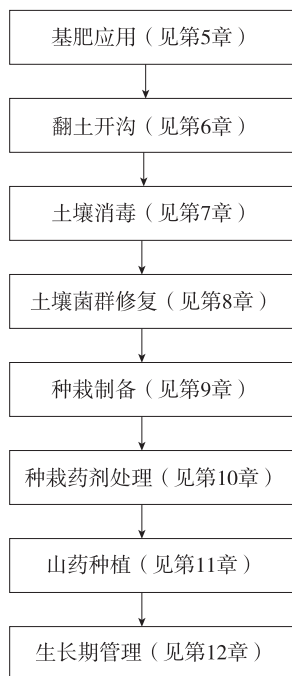 基肥应用（见第5章）
翻土开沟（见第6章）
土壤消毒（见第7章）
土壤菌群修复（见第8章）
种栽制备（见第9章）
种栽药剂处理（见第10章）
山药种植（见第11章）
生长期管理（见第12章）